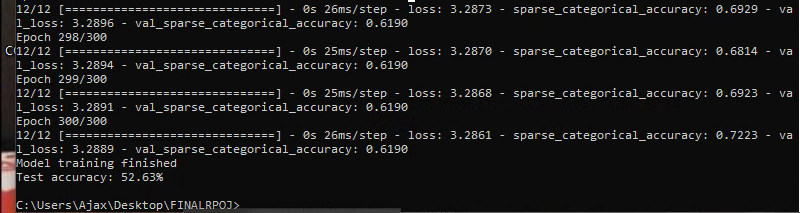 12/12 [==============================] - 0s 26ms/step - loss: 3.2873 - sparse_categorical_accuracy: 0.6929 - va
l_loss: 3.2896 - val_sparse_categorical_accuracy: 0.6190
Epoch 298/300
12/12 [==============================] - 0s 25ms/step - loss: 3.2870 - sparse_categorical_accuracy: 0.6814 - va
l_loss: 3.2894 - val_sparse_categorical_accuracy: 0.6190
Epoch 299/300
12/12 [==============================] - 0s 25ms/step - loss: 3.2868 - sparse_categorical_accuracy: 0.6923 - va
l_loss: 3.2891 - val_sparse_categorical_accuracy: 0.6190
Epoch 300/300
12/12 [==============================] - 0s 26ms/step - loss: 3.2861 - sparse_categorical_accuracy: 0.7223 - va
l_loss: 3.2889 - val_sparse_categorical_accuracy: 0.6190
Model training finished
Test accuracy: 52.63%
C:\Users\Ajax\Desktop\FINALRPOJ>